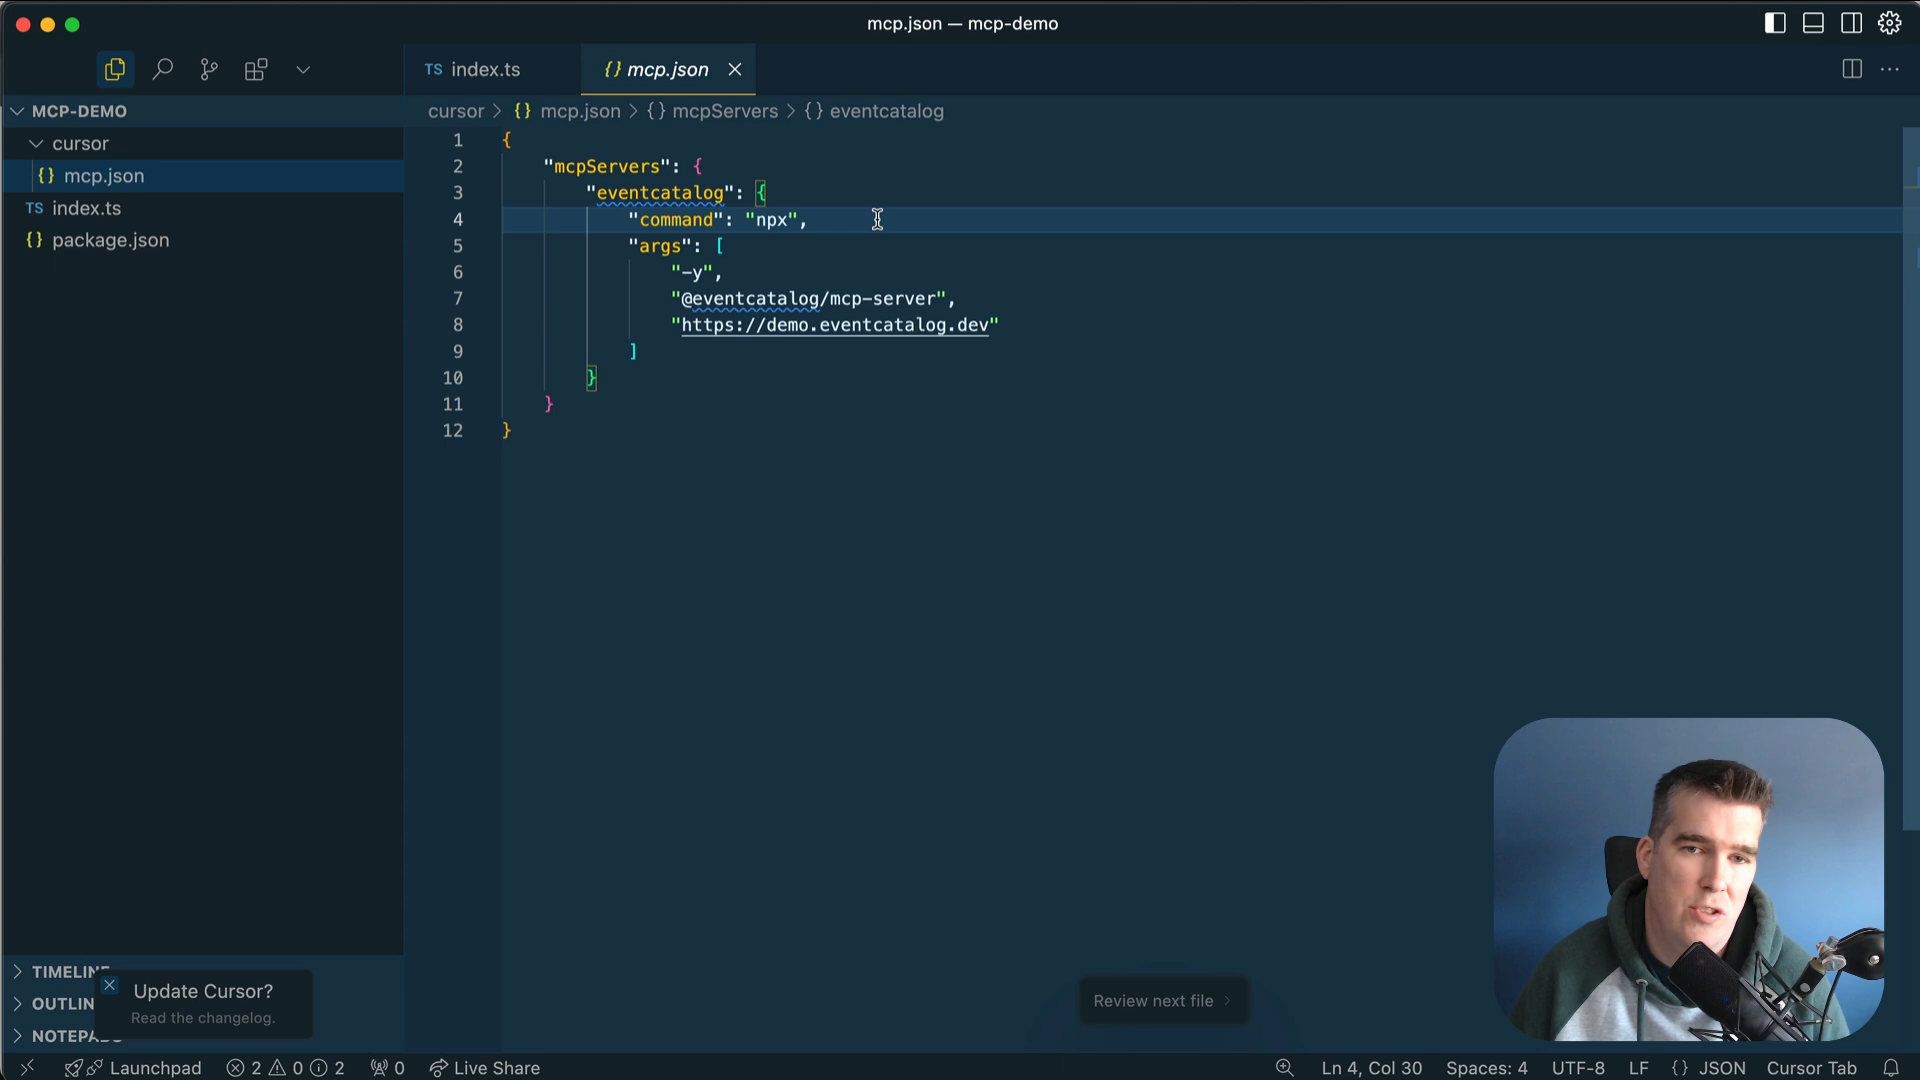 mcp.json — mcp-demo
TS index.ts
{} mcp.json
MCP-DEMO
cursor
{} mcp.json
TS index.ts
{} package.json
cursor > {} mcp.json > {} mcpServers > {} eventcatalog
1 {
2 "mcpServers": {
3 "eventcatalog": {
4 "command": "npx",
5 "args": [
6 "-y",
7 "@eventcatalog/mcp-server",
8 "https://demo.eventcatalog.dev"
9 ]
10 }
11 }
12 }
TIMELINE
OUTLIN
NOTEPADS
Update Cursor?
Read the changelog.
Review next file
Launchpad 2 0 2 0 Live Share
Ln 4, Col 30 Spaces: 4 UTF-8 LF {} JSON Cursor Tab